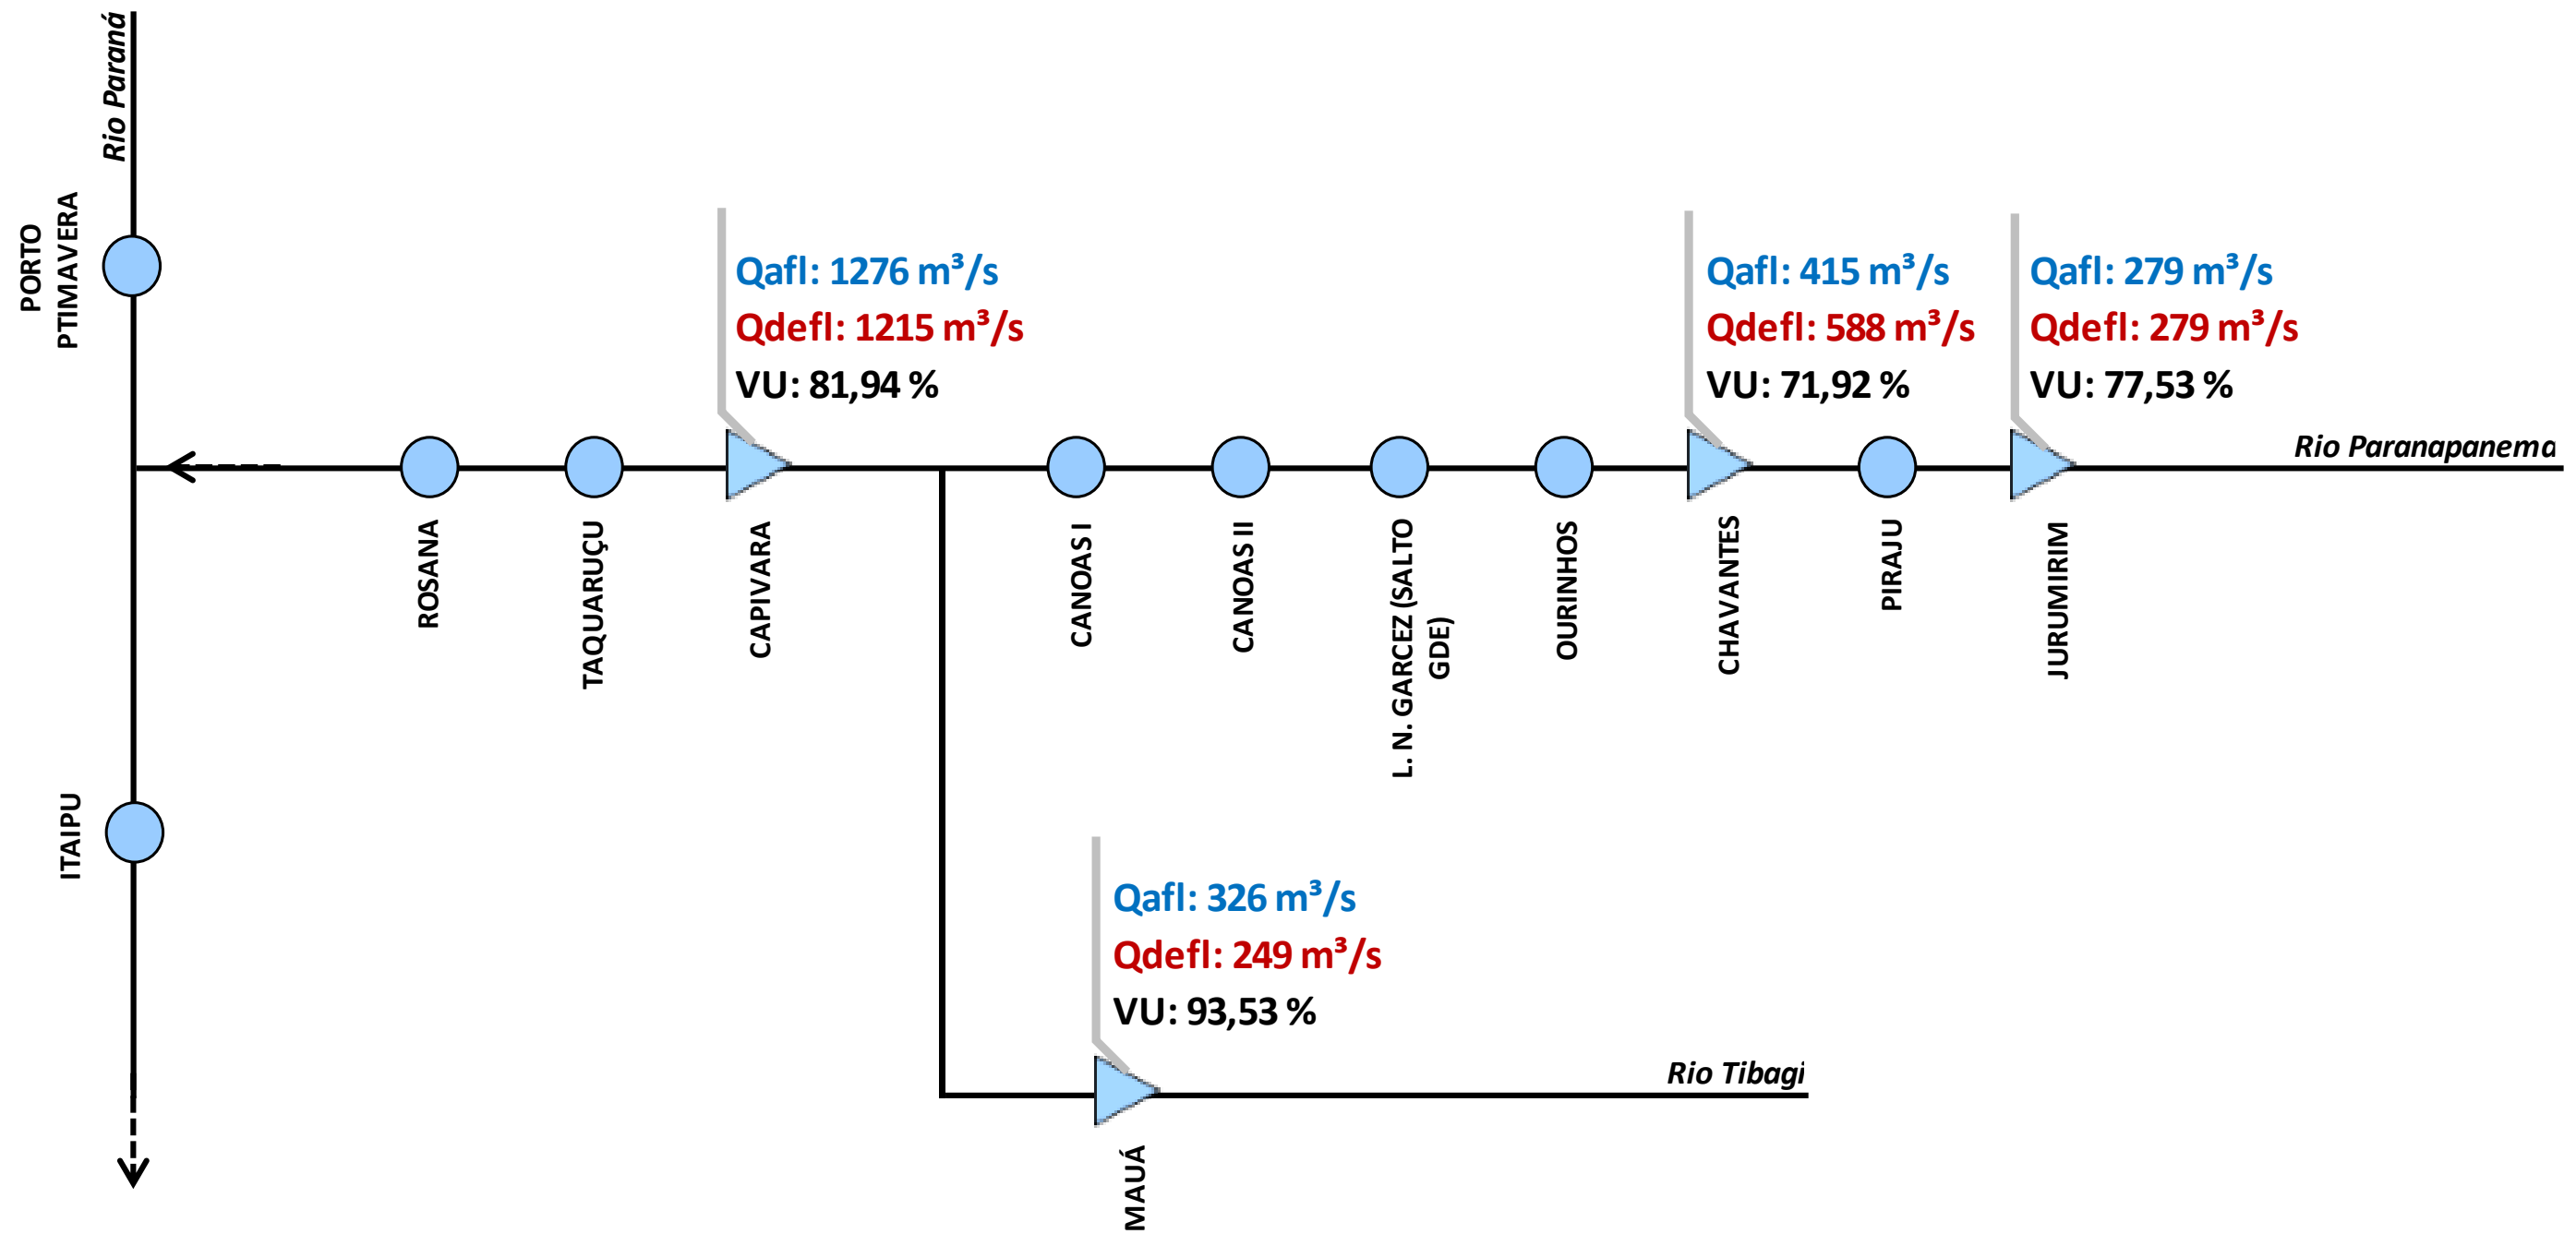 Rio Paraná
PORTO
PTIMAVERA
Qafl: 1276 m³/s
Qdefl: 1215 m³/s
VU: 81,94 %
Qafl: 415 m³/s
Qdefl: 588 m³/s
VU: 71,92 %
Qafl: 279 m³/s
Qdefl: 279 m³/s
VU: 77,53 %
Rio Paranapanema
ROSANA
TAQUARUÇU
CAPIVARA
CANOAS I
CANOAS II
L. N. GARCEZ (SALTO
GDE)
OURINHOS
CHAVANTES
PIRAJU
JURUMIRIM
ITAIPU
Qafl: 326 m³/s
Qdefl: 249 m³/s
VU: 93,53 %
Rio Tibagi
MAUÁ